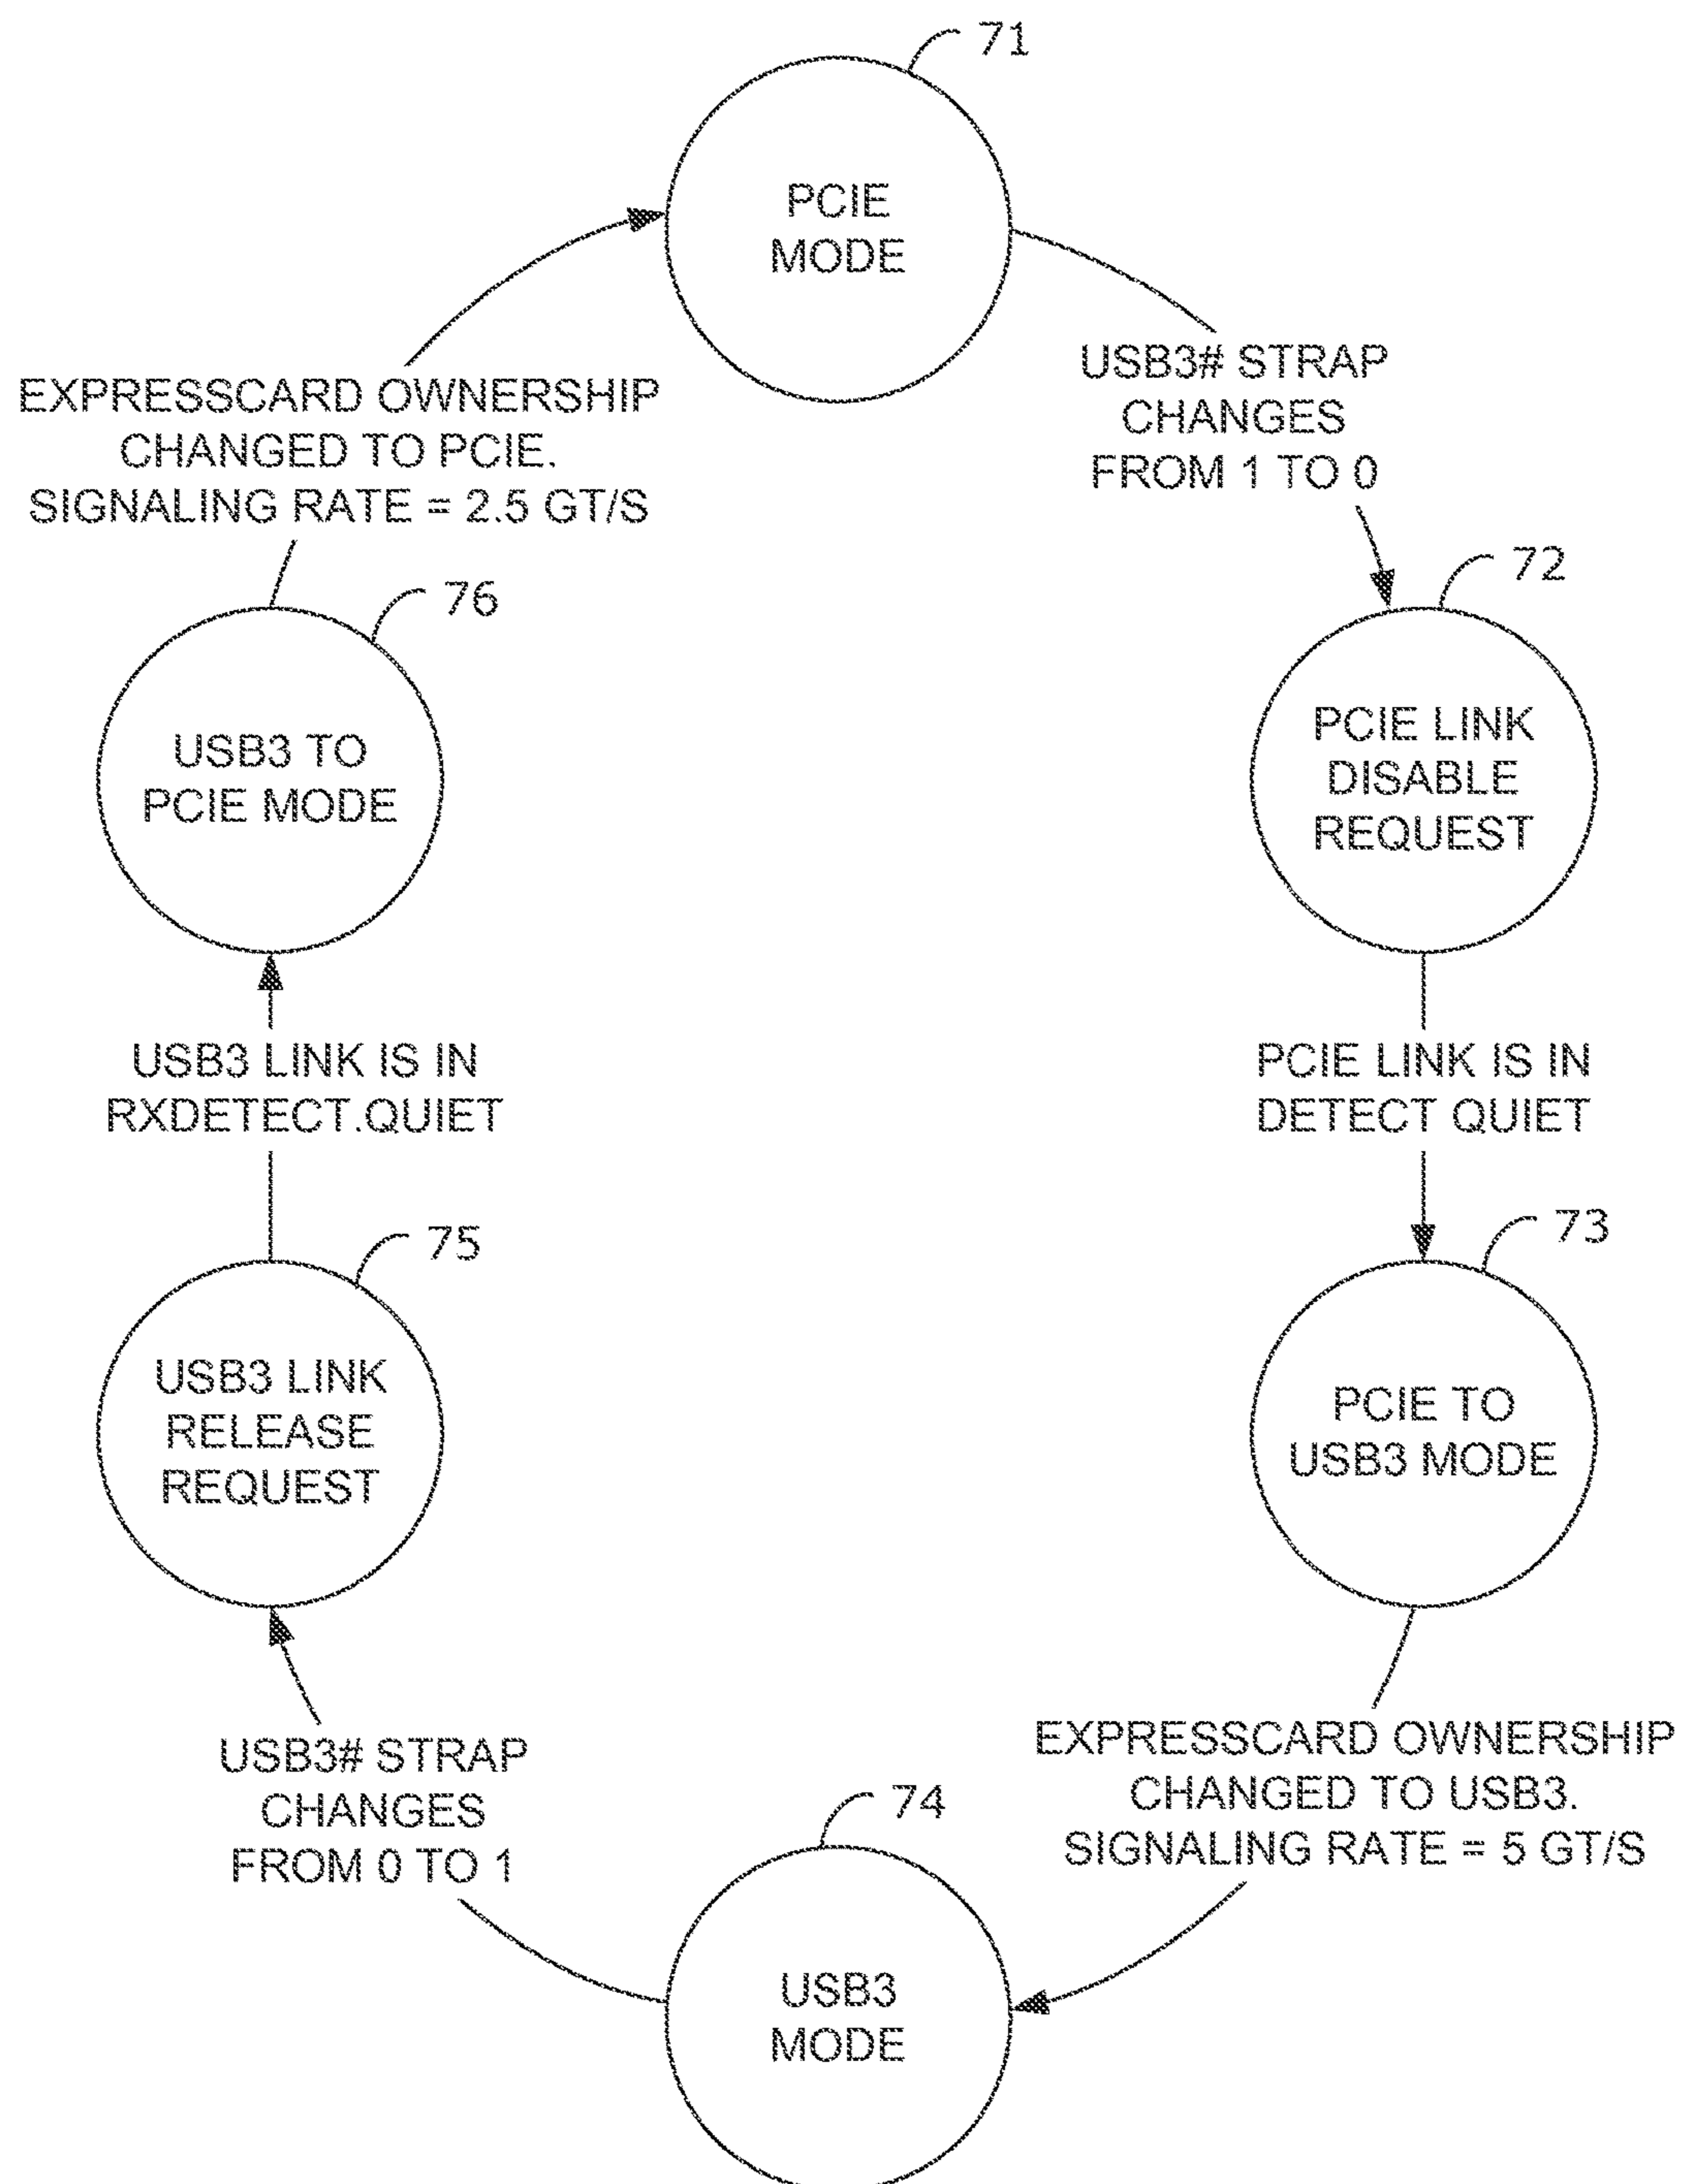 71
PCIE
MODE
USB3# STRAP
CHANGES
FROM 1 TO 0
72
PCIE LINK
DISABLE
REQUEST
PCIE LINK IS IN
DETECT QUIET
73
PCIE TO
USB3 MODE
EXPRESSCARD OWNERSHIP
CHANGED TO USB3.
SIGNALING RATE = 5 GT/S
74
USB3
MODE
USB3# STRAP
CHANGES
FROM 0 TO 1
75
USB3 LINK
RELEASE
REQUEST
USB3 LINK IS IN
RXDETECT.QUIET
76
USB3 TO
PCIE MODE
EXPRESSCARD OWNERSHIP
CHANGED TO PCIE.
SIGNALING RATE = 2.5 GT/S